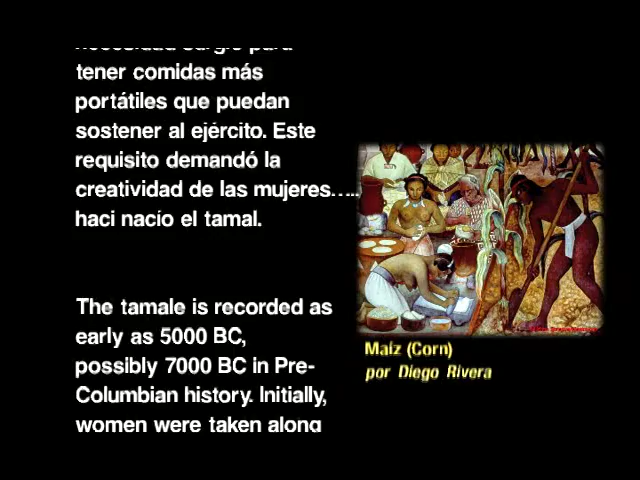 tener comidas más
portátiles que puedan
sostener al ejército. Este
requisito demandó la
creatividad de las mujeres…..
haci nacío el tamal.
The tamale is recorded as
early as 5000 BC,
possibly 7000 BC in Pre-
Columbian history. Initially,
women were taken along
Maiz (Corn)
por Diego Rivera